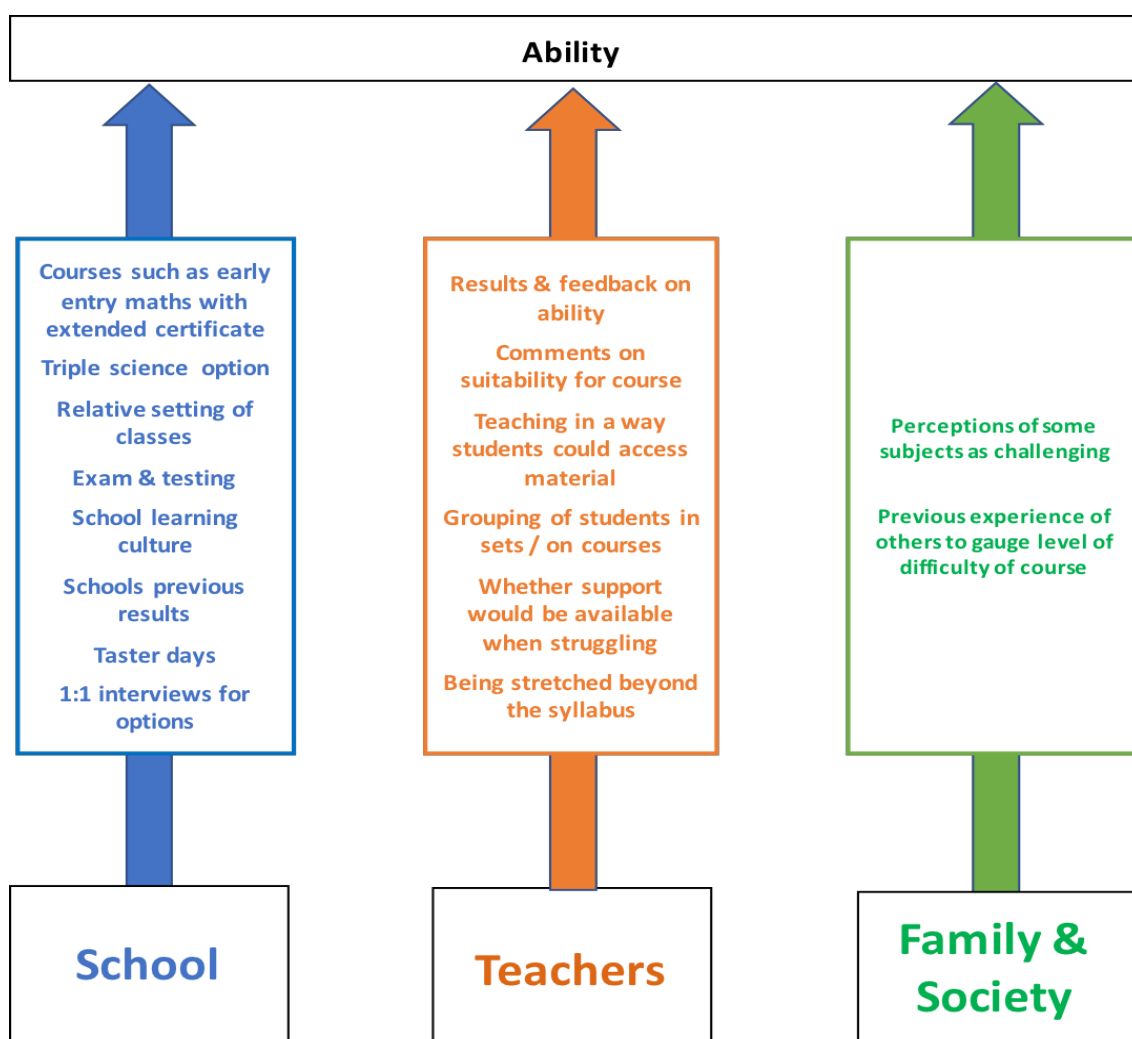 Ability
Courses such as early
entry maths with
extended certificate
Triple science option
Relative setting of
classes
Exam & testing
School learning
culture
Schools previous
results
Taster days
1:1 interviews for
options
Results & feedback on
ability
Comments on
suitability for course
Teaching in a way
students could access
material
Grouping of students in
sets / on courses
Whether support
would be available
when struggling
Being stretched beyond
the syllabus
Perceptions of some
subjects as challenging
Previous experience of
others to gauge level of
difficulty of course
School
Teachers
Family &
Society